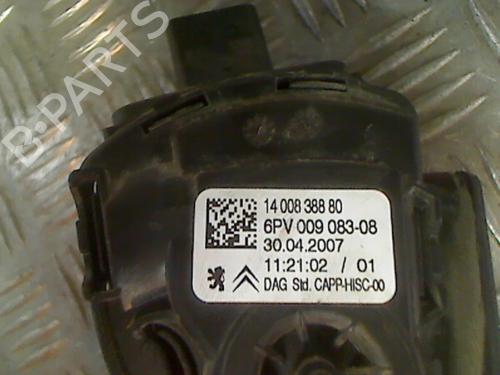 B-PARTS
14 008 388 80
6PV 009 083-08
30.04.2007
11:21:02 / 01
DAG Std. CAPP-HISC-00